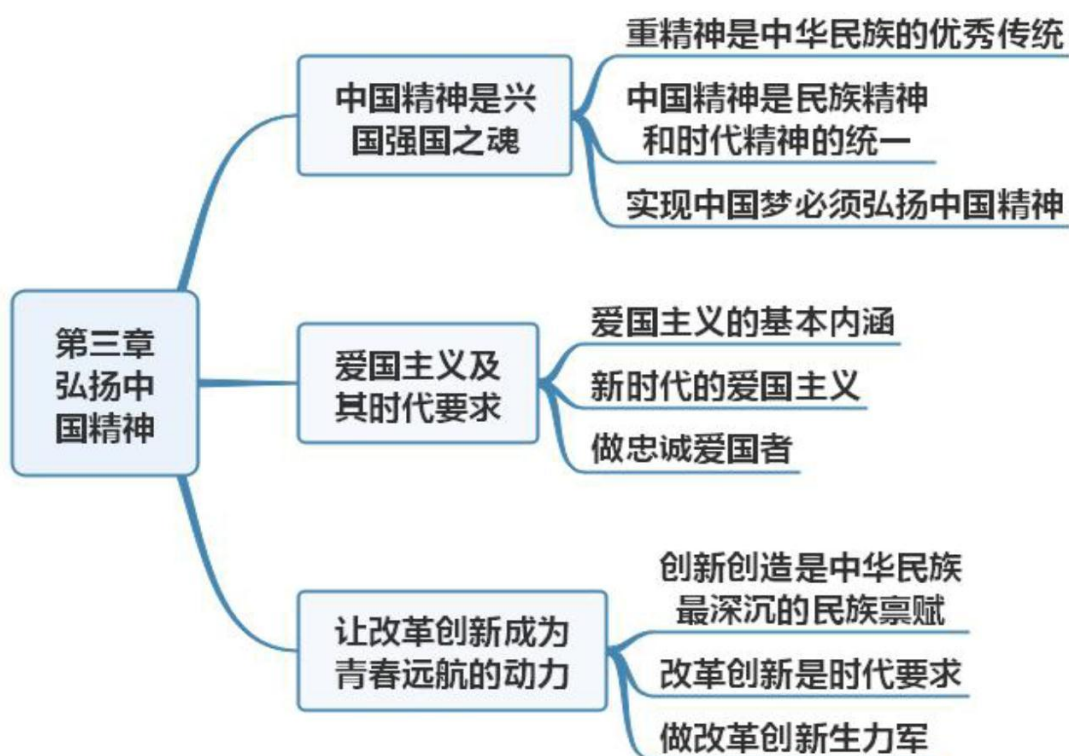 第三章
弘扬中
国精神
中国精神是兴
国强国之魂
重精神是中华民族的优秀传统
中国精神是民族精神
和时代精神的统一
实现中国梦必须弘扬中国精神
爱国主义及
其时代要求
爱国主义的基本内涵
新时代的爱国主义
做忠诚爱国者
让改革创新成为
青春远航的动力
创新创造是中华民族
最深沉的民族禀赋
改革创新是时代要求
做改革创新生力军